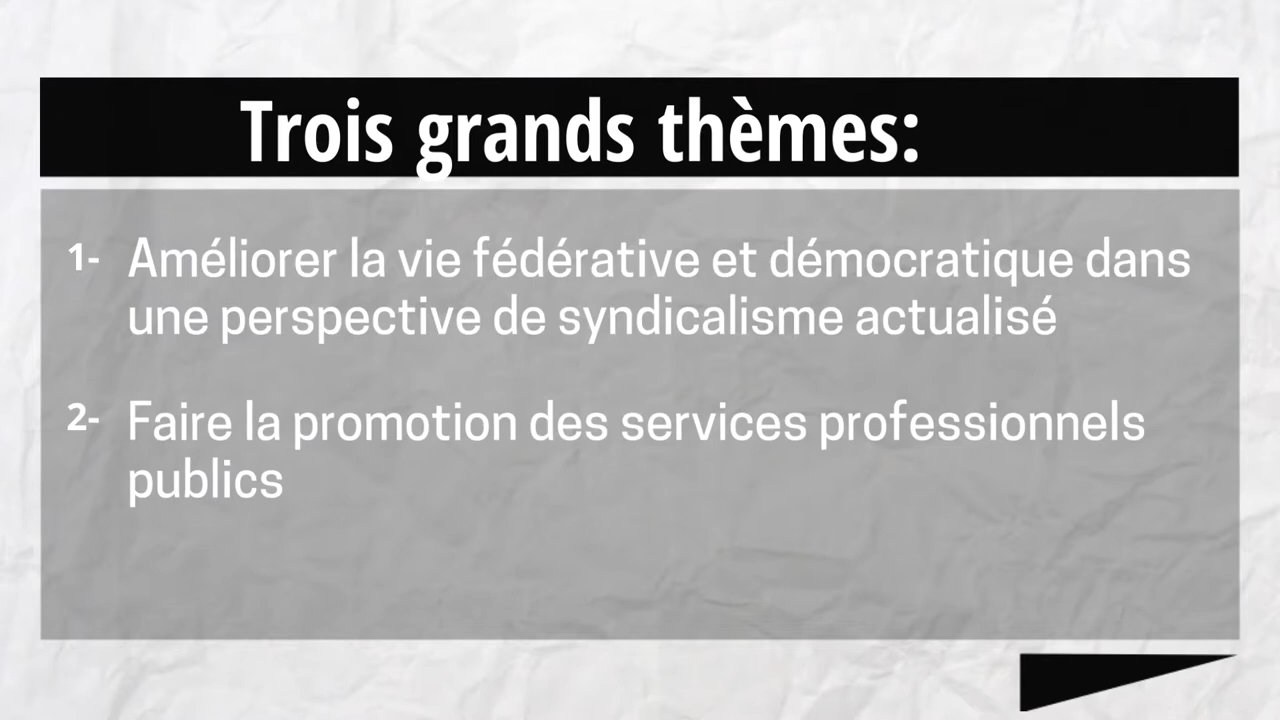 Trois grands thèmes:
1- Améliorer la vie fédérative et démocratique dans
une perspective de syndicalisme actualisé
2- Faire la promotion des services professionnels
publics